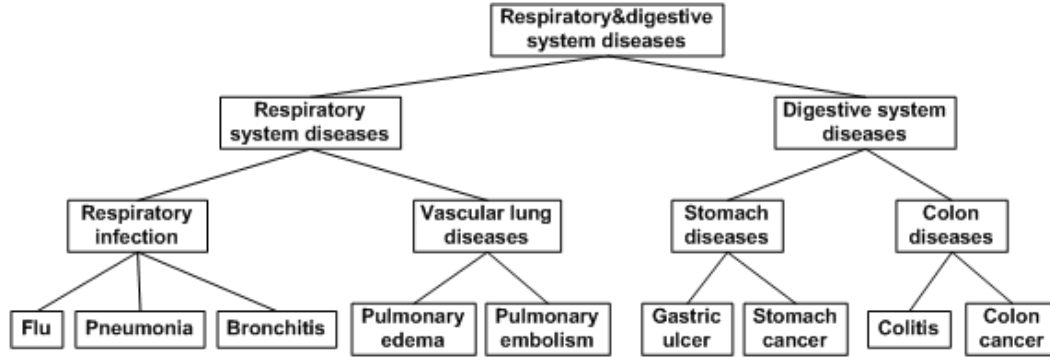 Respiratory&digestive
system diseases
Respiratory
system diseases
Digestive system
diseases
Respiratory
infection
Vascular lung
diseases
Stomach
diseases
Colon
diseases
Flu
Pneumonia
Bronchitis
Pulmonary
edema
Pulmonary
embolism
Gastric
ulcer
Stomach
cancer
Colitis
Colon
cancer